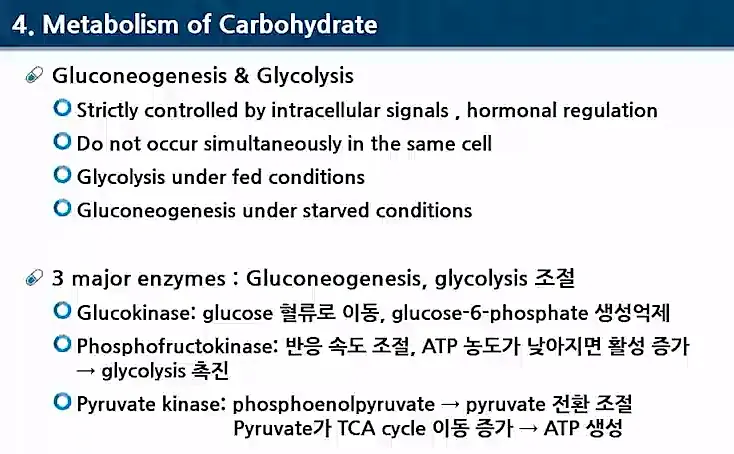 4. Metabolism of Carbohydrate
Gluconeogenesis & Glycolysis
Strictly controlled by intracellular signals , hormonal regulation
Do not occur simultaneously in the same cell
Glycolysis under fed conditions
Gluconeogenesis under starved conditions
3 major enzymes : Gluconeogenesis, glycolysis 조절
Glucokinase: glucose 혈류로 이동, glucose-6-phosphate 생성억제
Phosphofructokinase: 반응 속도 조절, ATP 농도가 낮아지면 활성 증가
→ glycolysis 촉진
Pyruvate kinase: phosphoenolpyruvate → pyruvate 전환 조절
Pyruvate가 TCA cycle 이동 증가 → ATP 생성